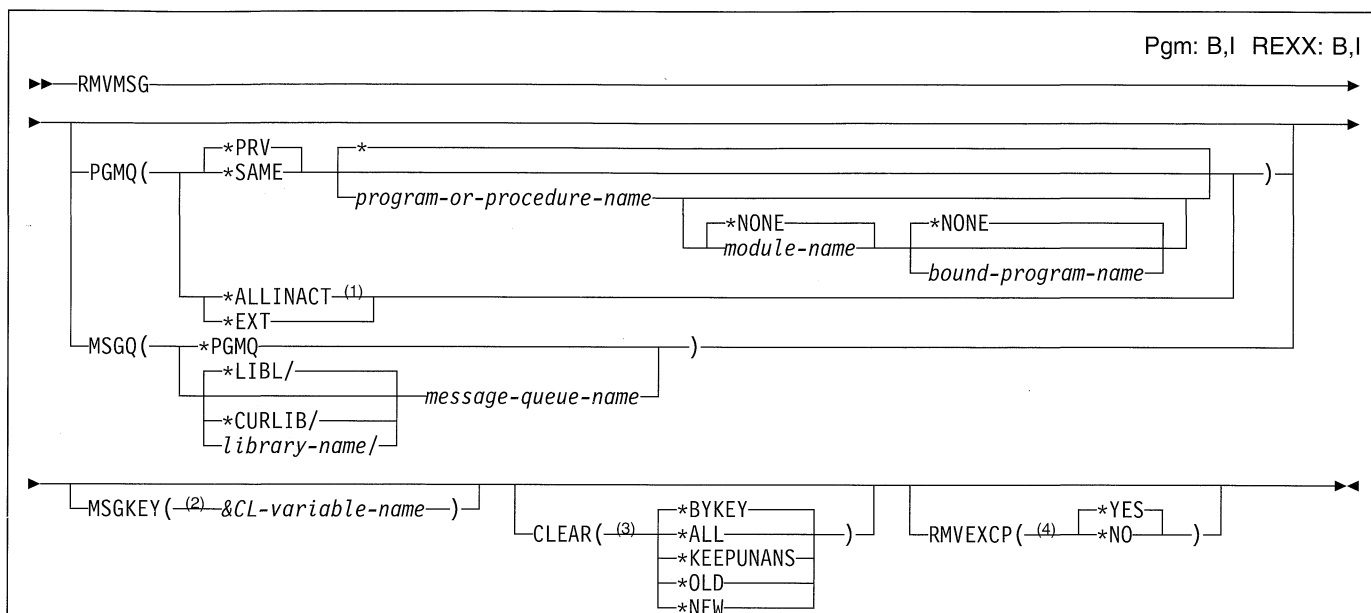 Pgm: B,I REXX: B,I
RMVMSG
*PRV
*
PGMQ(
*SAME
)
program-or-procedure-name
*NONE
*NONE
module-name
bound-program-name
*ALLINACT (1)
*EXT
MSGQ(
*PGMQ
)
*LIBL/
message-queue-name
*CURLIB/
library-name/
MSGKEY( (2) &CL-variable-name )
*BYKEY
*YES
CLEAR( (3) *ALL )
RMVEXCP( (4) *NO )
*KEEPUNANS
*OLD
*NEW